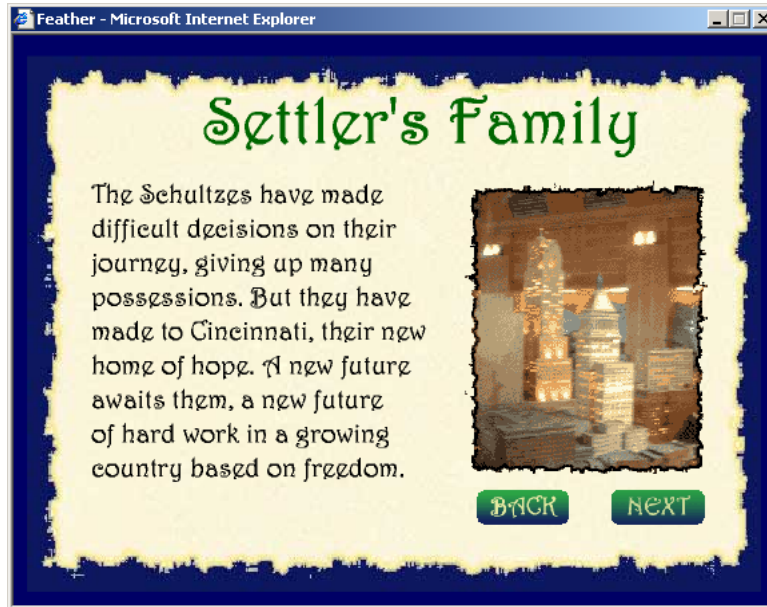 Feather - Microsoft Internet Explorer
Settler's Family
The Schultzes have made
difficult decisions on their
journey, giving up many
possessions. But they have
made to Cincinnati, their new
home of hope. A new future
awaits them, a new future
of hard work in a growing
country based on freedom.
BACK NEXT